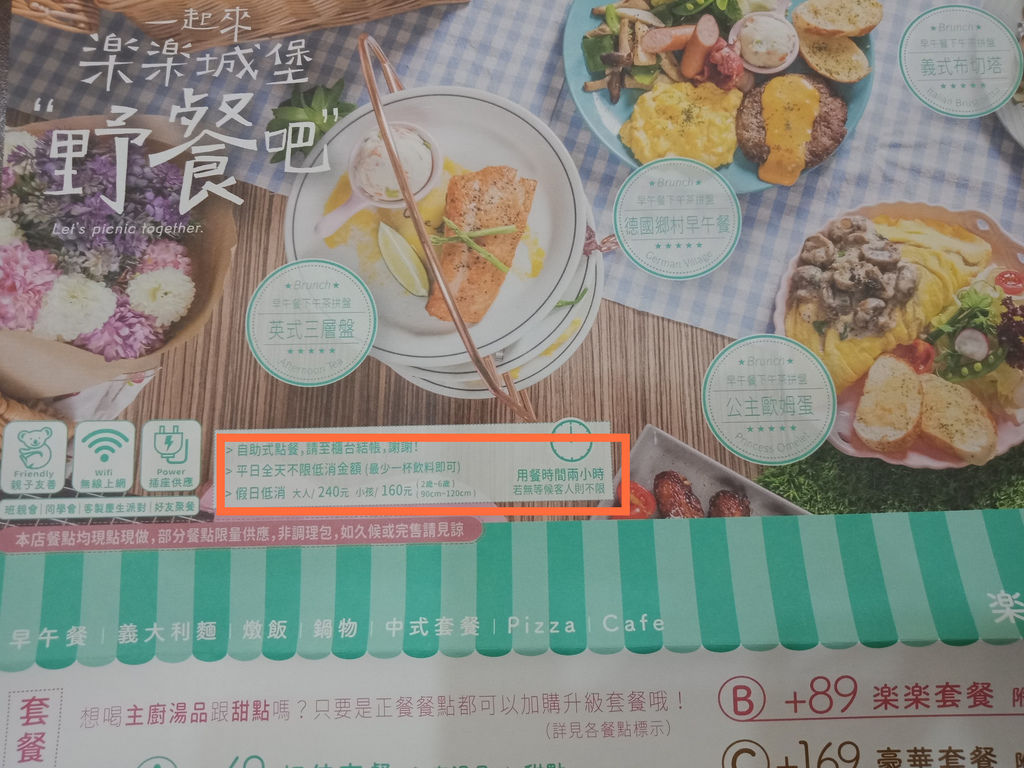 一起來
楽楽城堡
“野餐吧”
Let's picnic together.
★Brunch★
早午餐下午茶拼盤
義式布切塔
★★★★★
★Brunch★
早午餐下午茶拼盤
德國鄉村早午餐
★★★★★
German Village
★Brunch★
早午餐下午茶拼盤
英式三層盤
★★★★★
Afternoon Tea
★Brunch★
早午餐下午茶拼盤
公主歐姆蛋
★★★★★
Princess Omelet
Friendly
親子友善
Wifi
無線上網
Power
插座供應
班親會|同學會|客製慶生派對|好友聚餐
> 自助式點餐,請至櫃台結帳,謝謝!
> 平日全天不限低消金額(最少一杯飲料即可)
> 假日低消 大人/240元 小孩/160元(2歲~6歲)(90cm~120cm)
用餐時間兩小時
若無等候客人則不限
本店餐點均現點現做,部分餐點限量供應,非調理包,如久候或完售請見諒
早午餐|義大利麵|燉飯|鍋物|中式套餐|Pizza|Cafe
楽
套餐
想喝主廚湯品跟甜點嗎?只要是正餐餐點都可以加購升級套餐哦!
(詳見各餐點標示)
B +89 楽楽套餐 附
C +169 豪華套餐